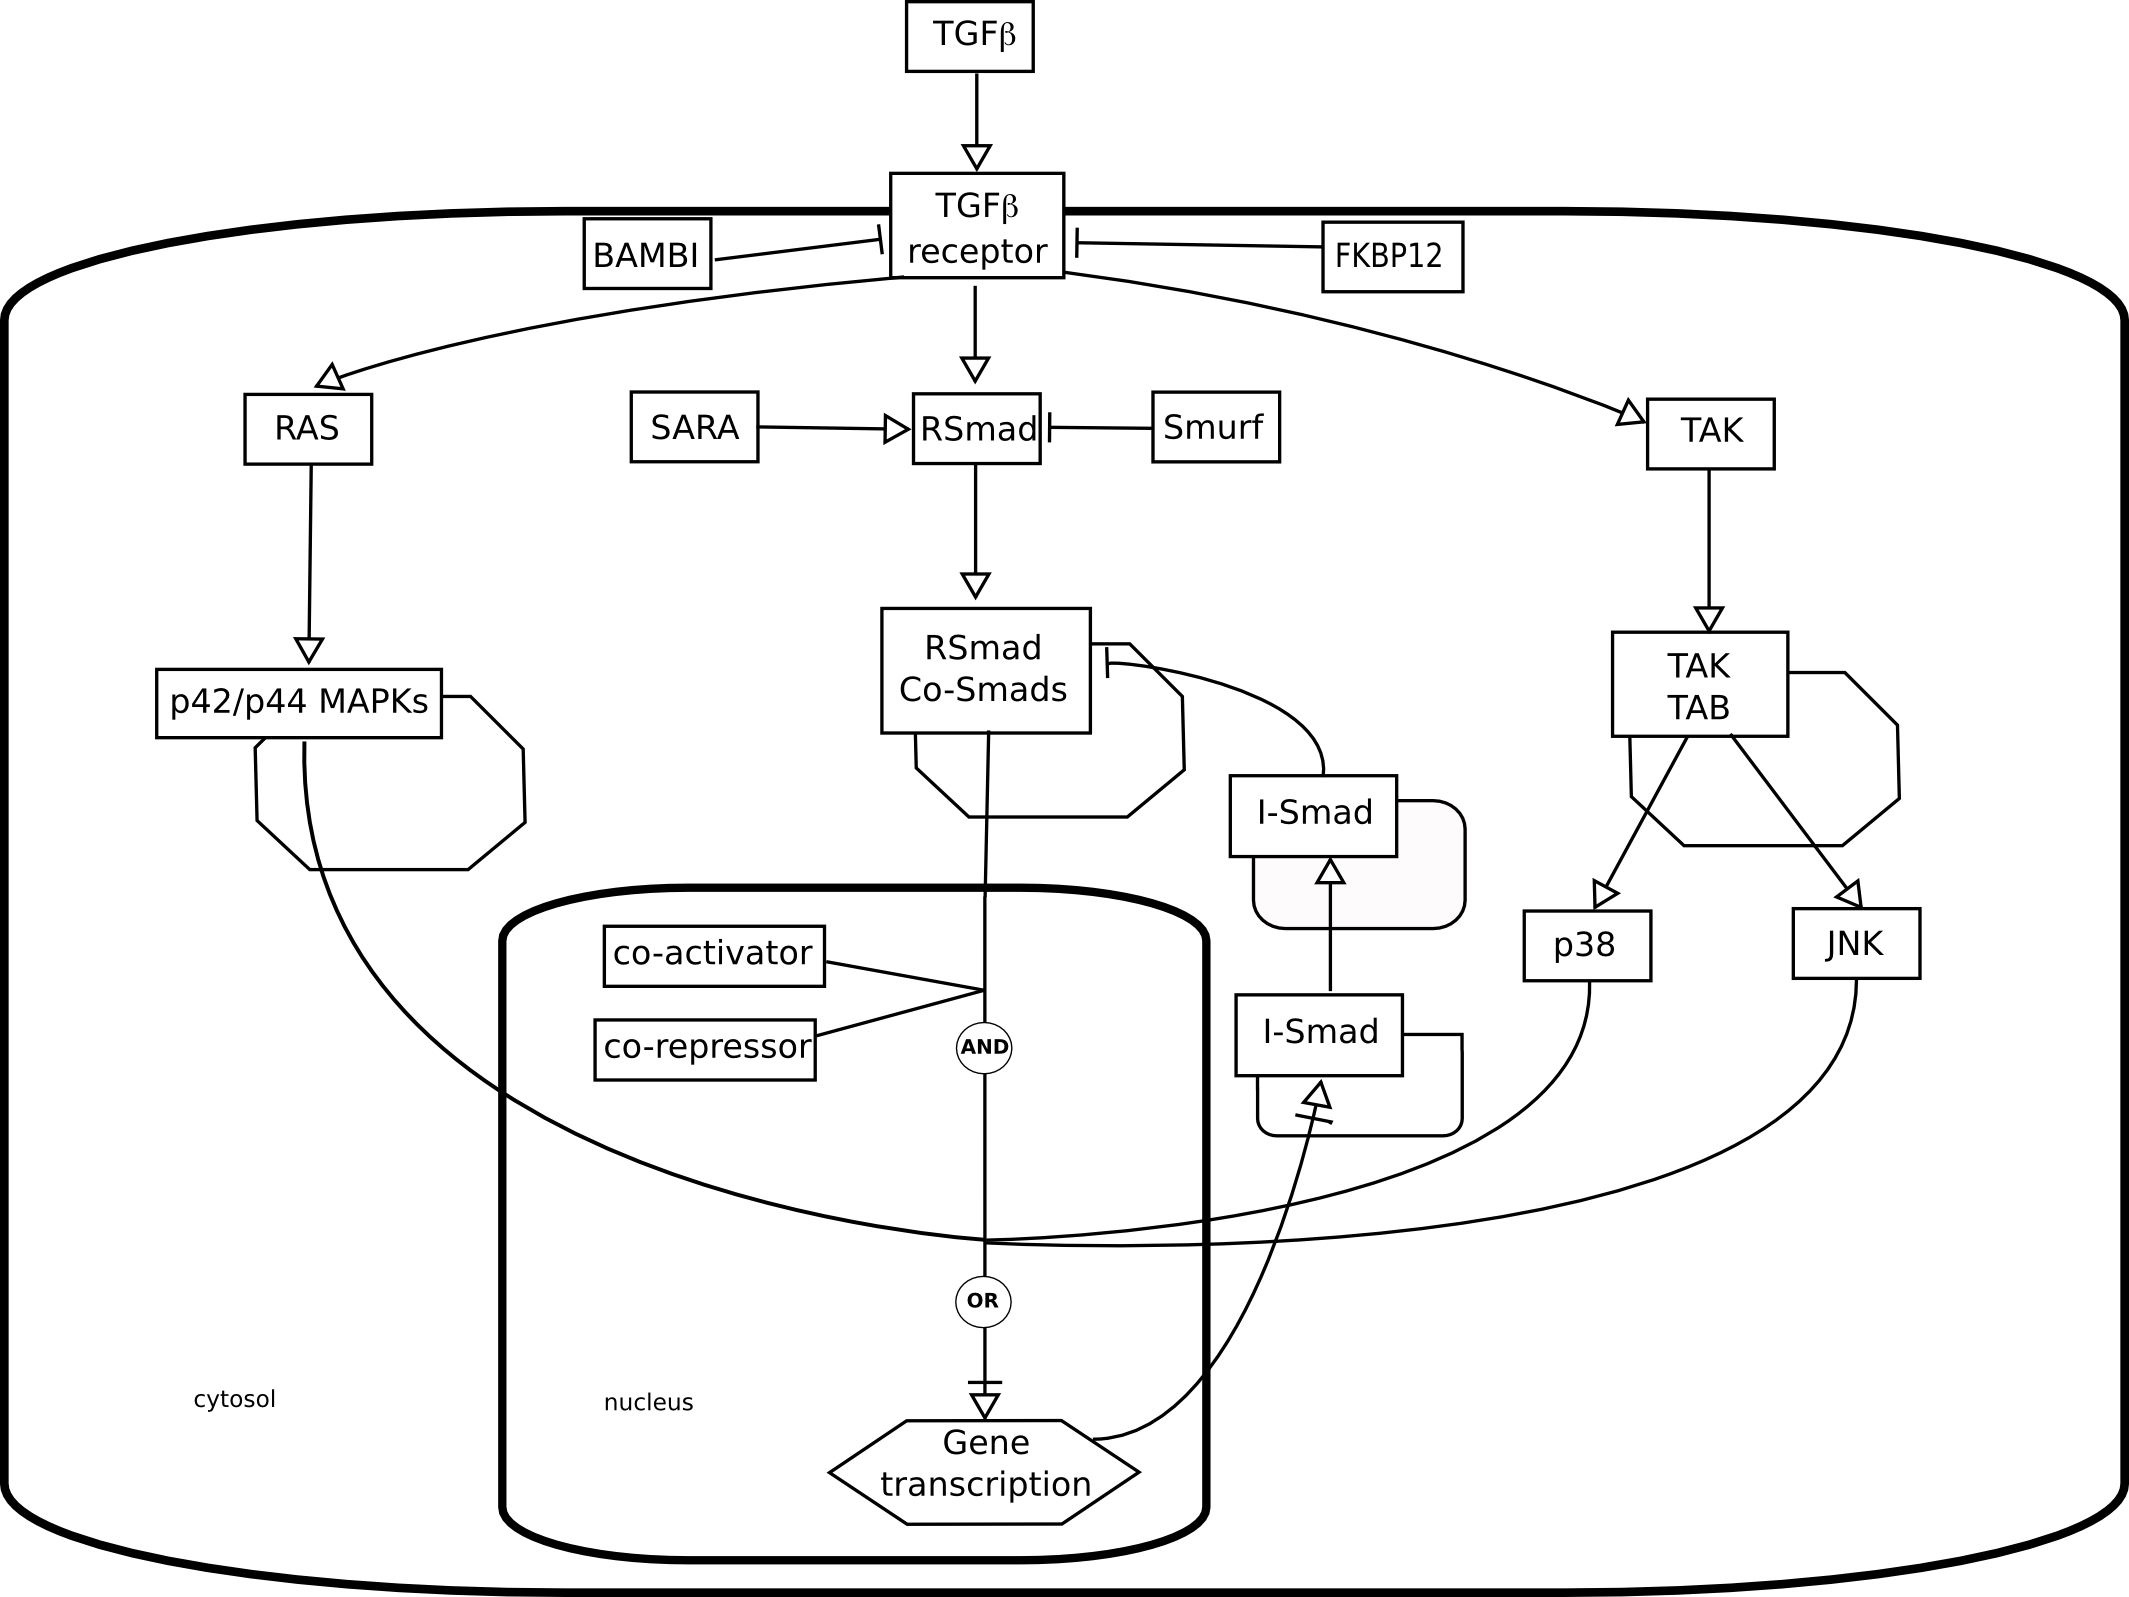 TGFβ
TGFβ
receptor
BAMBI
FKBP12
RAS
SARA
RSmad
Smurf
TAK
RSmad
Co-Smads
p42/p44 MAPKs
TAK
TAB
I-Smad
co-activator
p38
JNK
co-repressor
AND
I-Smad
OR
cytosol
nucleus
Gene
transcription